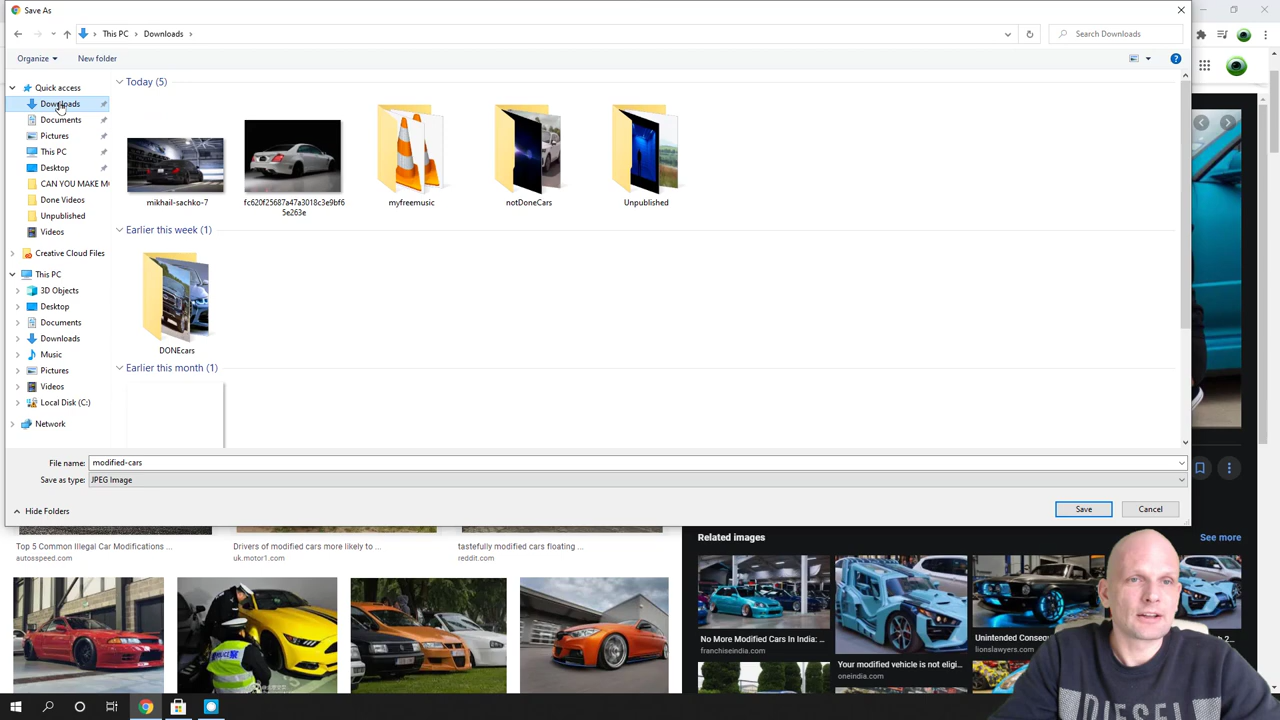 Save As
This PC
Downloads
Search Downloads
Organize
New folder
Quick access
Downloads
Documents
Pictures
This PC
Desktop
CAN YOU MAKE M
Done Videos
Unpublished
Videos
Creative Cloud Files
This PC
3D Objects
Desktop
Documents
Downloads
Music
Pictures
Videos
Local Disk (C:)
Network
Today (5)
mikhail-sachko-7
fc620f25687a47a3018c3e9bf6
5e263e
myfreemusic
notDoneCars
Unpublished
Earlier this week (1)
DONEcars
Earlier this month (1)
File name:
modified-cars
Save as type:
JPEG Image
Hide Folders
Save
Cancel
Top 5 Common Illegal Car Modifications ...
autosspeed.com
Drivers of modified cars more likely to ...
uk.motor1.com
tastefully modified cars floating ...
reddit.com
Related images
See more
No More Modified Cars In India: ...
franchiseindia.com
Your modified vehicle is not eligi...
oneindia.com
Unintended Conseq
lionslawyers.com
DIESEL